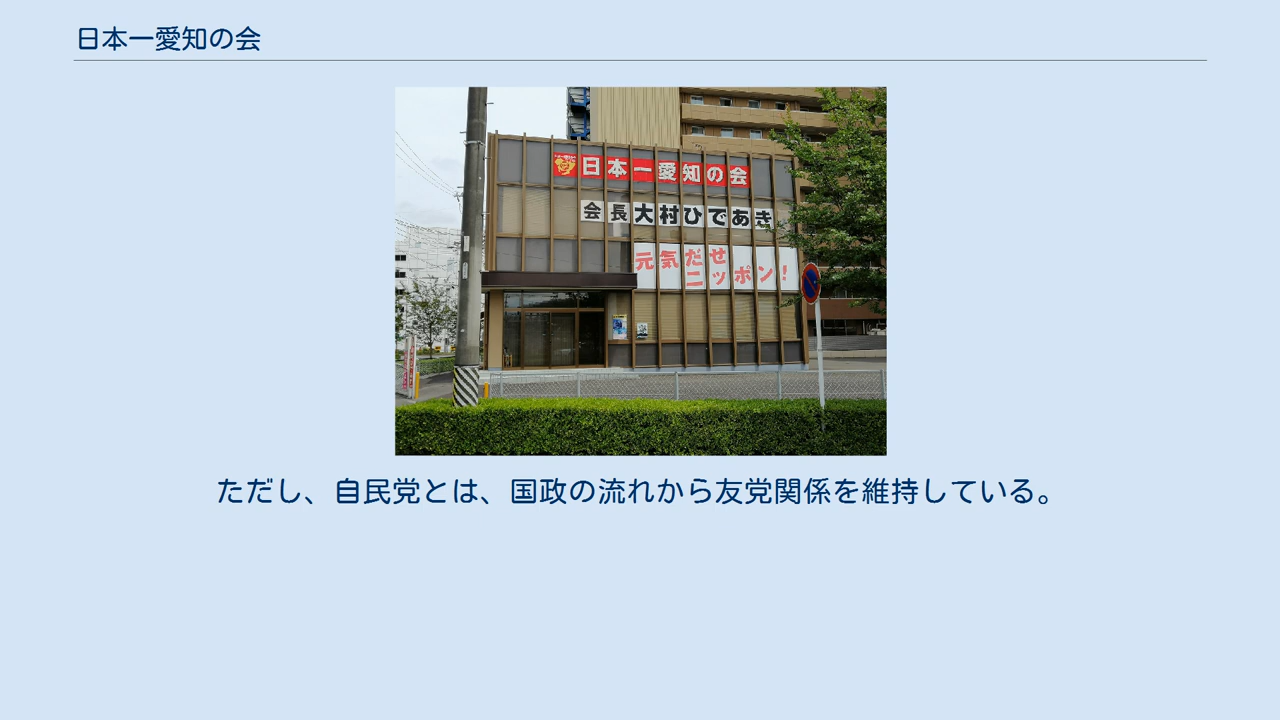 日本一愛知の会
日本一愛知の会
会長大村ひであき
元気だせ
ニッポン!
ただし、自民党とは、国政の流れから友党関係を維持している。